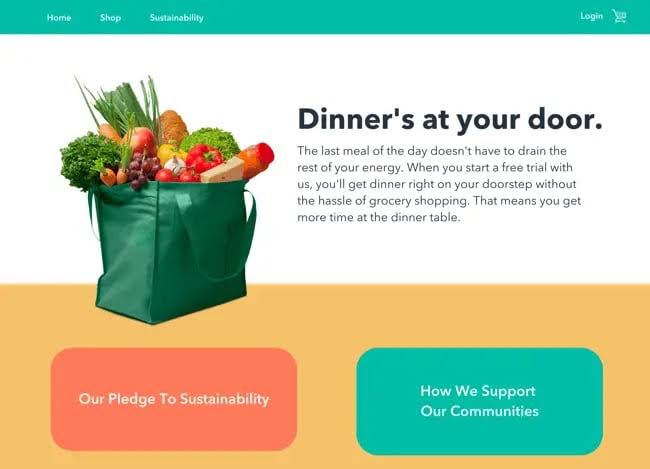 Home
Shop
Sustainability
Login
Dinner's at your door.
The last meal of the day doesn't have to drain the
rest of your energy. When you start a free trial with
us, you'll get dinner right on your doorstep without
the hassle of grocery shopping. That means you get
more time at the dinner table.
Our Pledge To Sustainability
How We Support
Our Communities